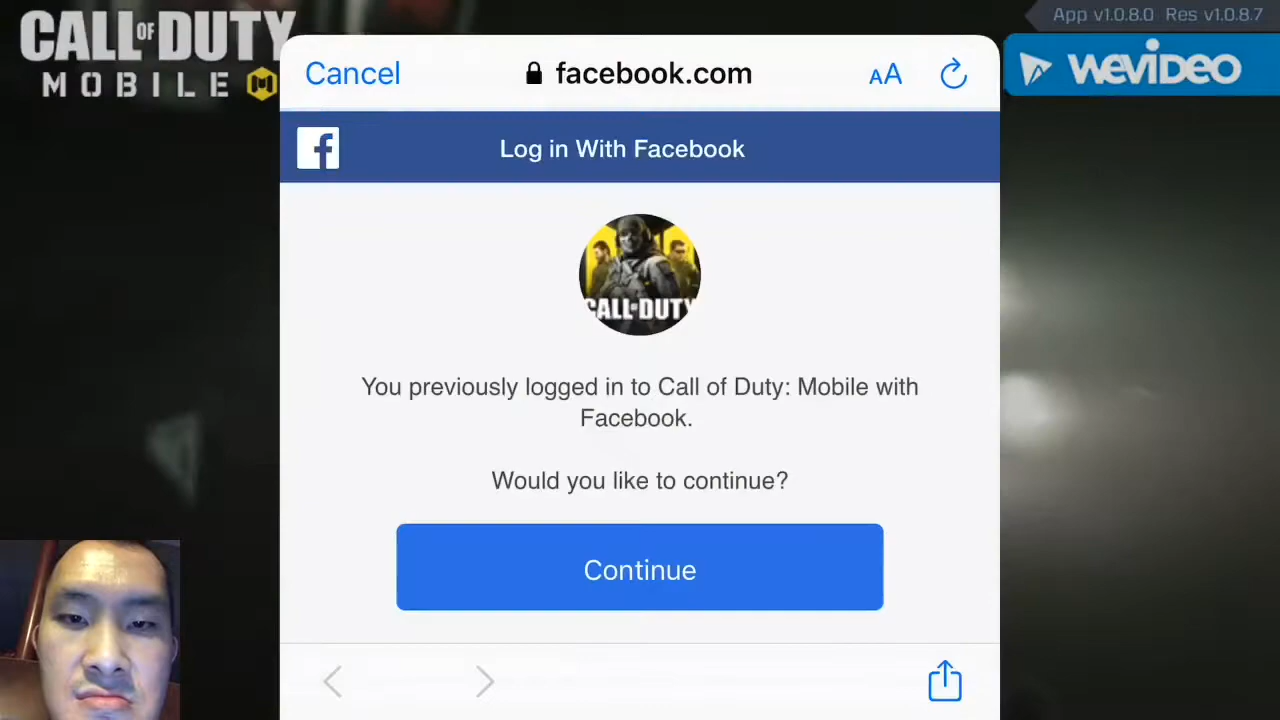 CALL OF DUTY
MOBILE
App v1.0.8.0 Res v1.0.8.7
WEVIDEO
Cancel
facebook.com
AA
Log in With Facebook
CALL OF DUTY
You previously logged in to Call of Duty: Mobile with
Facebook.
Would you like to continue?
Continue